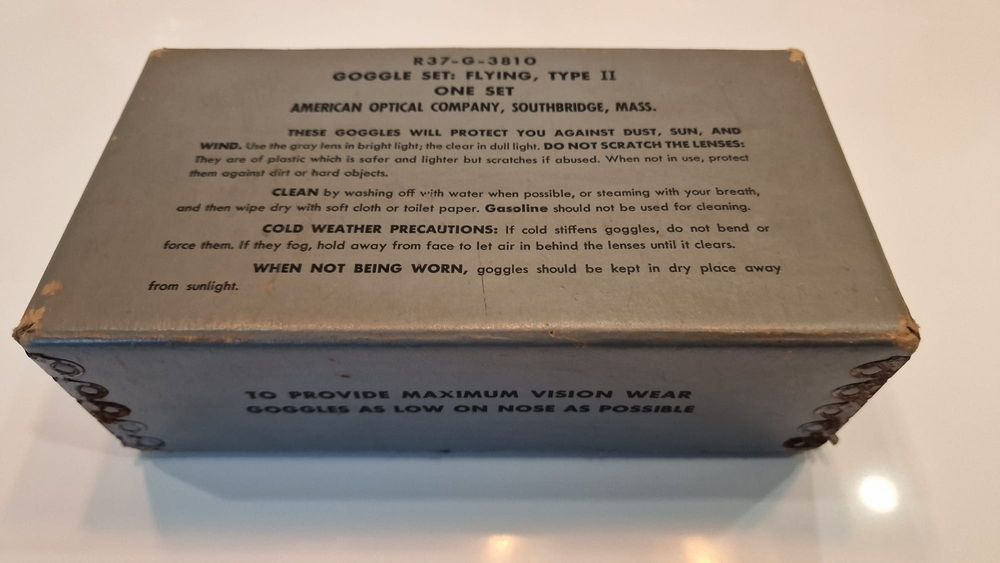 R37-G-3810
GOGGLE SET: FLYING, TYPE II
ONE SET
AMERICAN OPTICAL COMPANY, SOUTHBRIDGE, MASS.
THESE GOGGLES WILL PROTECT YOU AGAINST DUST, SUN, AND
WIND. Use the gray lens in bright light; the clear in dull light. DO NOT SCRATCH THE LENSES:
They are of plastic which is safer and lighter but scratches if abused. When not in use, protect
them against dirt or hard objects.
CLEAN by washing off with water when possible, or steaming with your breath,
and then wipe dry with soft cloth or toilet paper. Gasoline should not be used for cleaning.
COLD WEATHER PRECAUTIONS: If cold stiffens goggles, do not bend or
force them. If they fog, hold away from face to let air in behind the lenses until it clears.
WHEN NOT BEING WORN, goggles should be kept in dry place away
from sunlight.
TO PROVIDE MAXIMUM VISION WEAR
GOGGLES AS LOW ON NOSE AS POSSIBLE